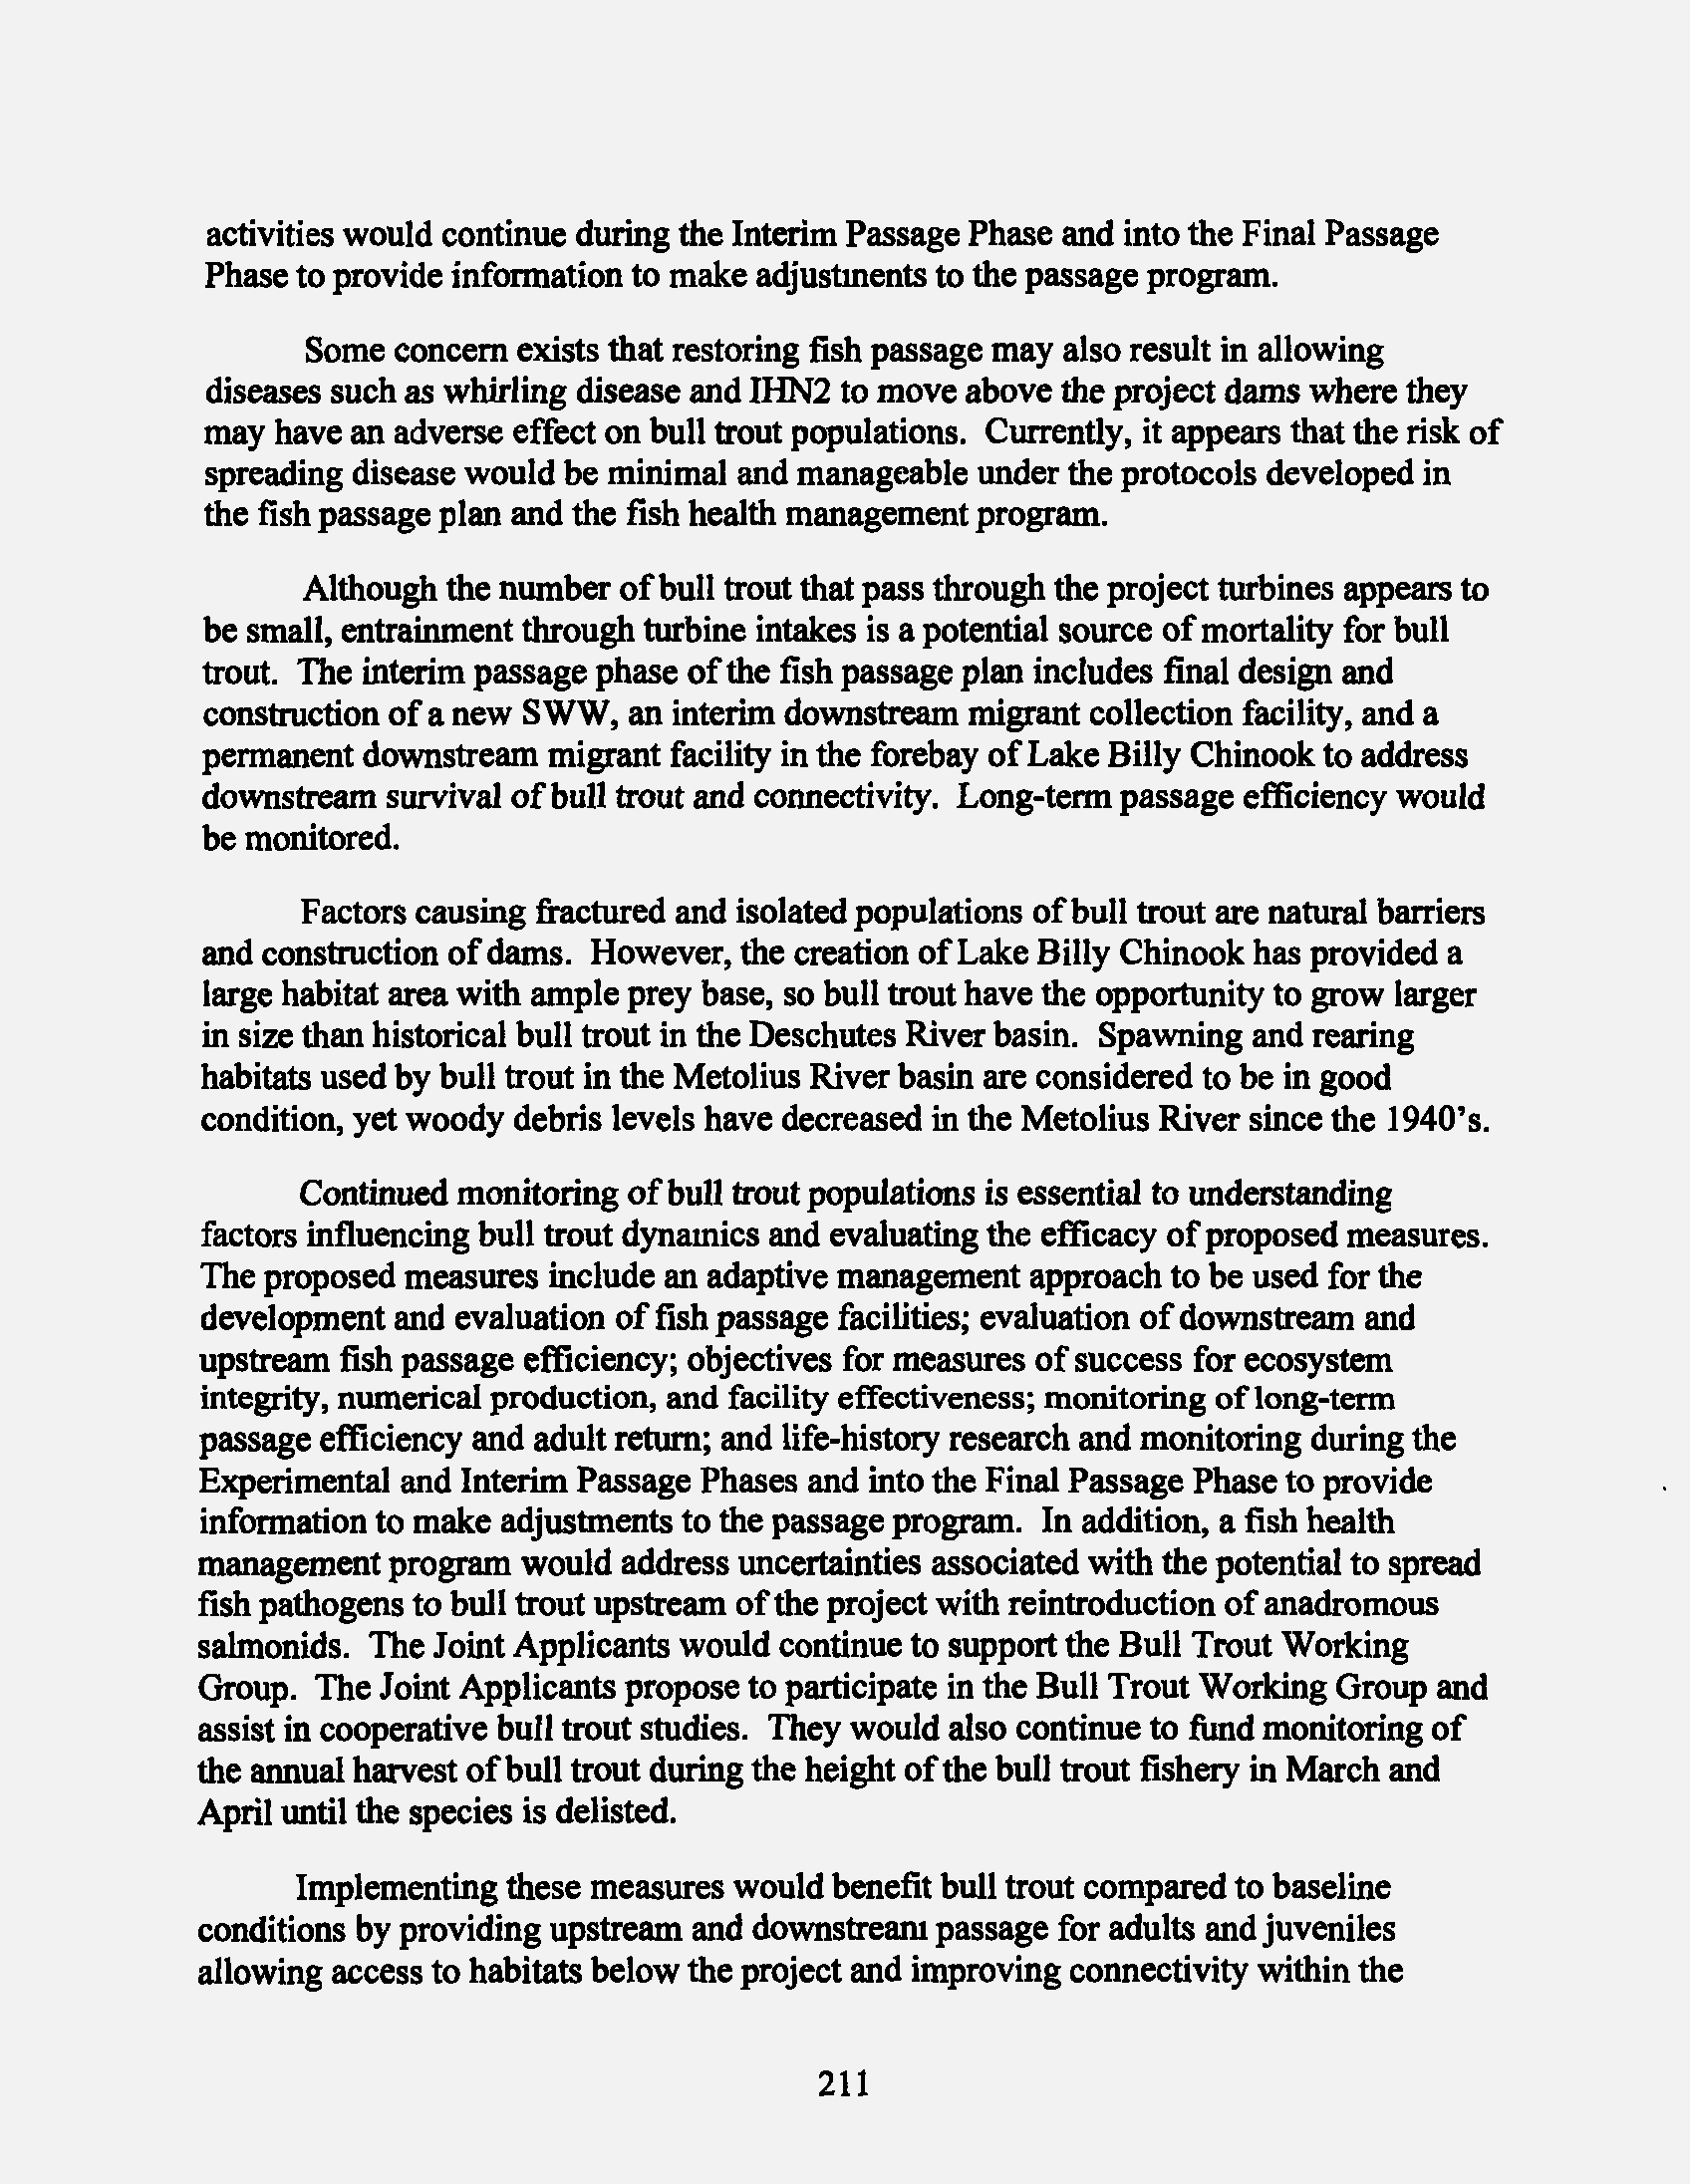 activities would continue during the Interim Passage Phase and into the Final Passage
Phase to provide information to make adjustments to the passage program.
Some concern exists that restoring fish passage may also result in allowing
diseases such as whirling disease and IHN2 to move above the project dams where they
may have an adverse effect on bull trout populations. Currently, it appears that the risk of
spreading disease would be minimal and manageable under the protocols developed in
the fish passage plan and the fish health management program.
Although the number of bull trout that pass through the project turbines appears to
be small, entrainment through turbine intakes is a potential source of mortality for bull
trout. The interim passage phase of the fish passage plan includes final design and
construction of a new SWW, an interim downstream migrant collection facility, and a
permanent downstream migrant facility in the forebay of Lake Billy Chinook to address
downstream survival of bull trout and connectivity. Long-term passage efficiency would
be monitored.
Factors causing fractured and isolated populations of bull trout are natural barriers
and construction of dams. However, the creation of Lake Billy Chinook has provided a
large habitat area with ample prey base, so bull trout have the opportunity to grow larger
in size than historical bull trout in the Deschutes River basin. Spawning and rearing
habitats used by bull trout in the Metolius River basin are considered to be in good
condition, yet woody debris levels have decreased in the Metolius River since the 1940's.
Continued monitoring of bull trout populations is essential to understanding
factors influencing bull trout dynamics and evaluating the efficacy of proposed measures.
The proposed measures include an adaptive management approach to be used for the
development and evaluation of fish passage facilities; evaluation of downstream and
upstream fish passage efficiency; objectives for measures of success for ecosystem
integrity, numerical production, and facility effectiveness; monitoring of long-term
passage efficiency and adult return; and life-history research and monitoring during the
Experimental and Interim Passage Phases and into the Final Passage Phase to provide
information to make adjustments to the passage program. In addition, a fish health
management program would address uncertainties associated with the potential to spread
fish pathogens to bull trout upstream of the project with reintroduction of anadromous
salmonids. The Joint Applicants would continue to support the Bull Trout Working
Group. The Joint Applicants propose to participate in the Bull Trout Working Group and
assist in cooperative bull trout studies. They would also continue to fund monitoring of
the annual harvest of bull trout during the height of the bull trout fishery in March and
April until the species is delisted.
Implementing these measures would benefit bull trout compared to baseline
conditions by providing upstream and downstream passage for adults and juveniles
allowing access to habitats below the project and improving connectivity within the
211